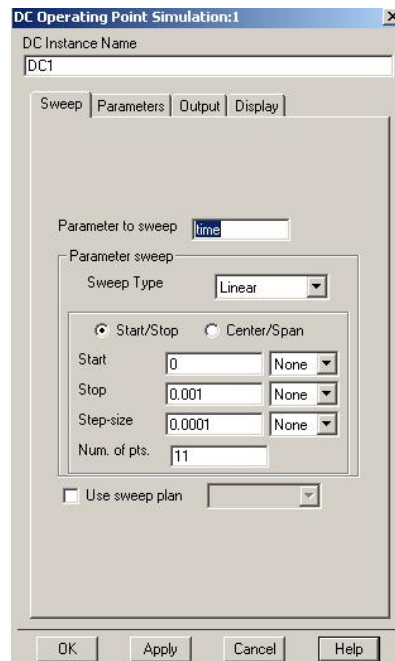 DC Operating Point Simulation:1
DC Instance Name
DC1
Sweep Parameters Output Display
Parameter to sweep time
Parameter sweep
Sweep Type Linear
Start/Stop Center/Span
Start 0 None
Stop 0.001 None
Step-size 0.0001 None
Num. of pts. 11
Use sweep plan
OK Apply Cancel Help